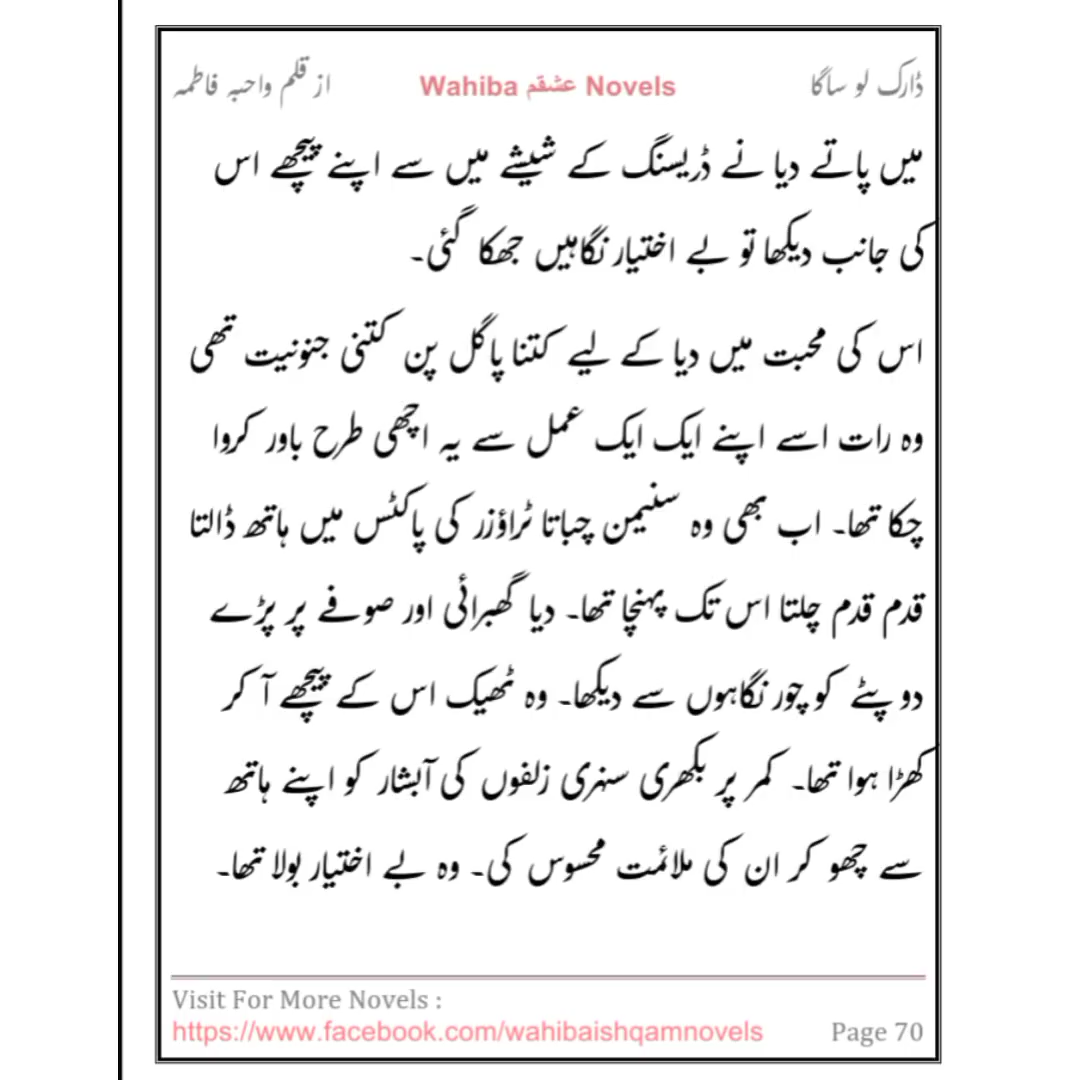 ڈارک لو ساگا Wahiba عشقم Novels از قلم واحبہ فاطمہ
میں پاتے دیا نے ڈریسنگ کے شیشے میں سے اپنے پیچھے اس
کی جانب دیکھا تو بے اختیار نگاہیں جھکا گئی۔
اس کی محبت میں دیا کے لیے کتنا پاگل پن کتنی جنونیت تھی
وہ رات اسے اپنے ایک ایک عمل سے یہ اچھی طرح باور کروا
چکا تھا۔ اب بھی وہ سنیمن چباتا ٹراؤزر کی پاکٹس میں ہاتھ ڈالتا
قدم قدم چلتا اس تک پہنچا تھا۔ دیا گھبرائی اور صوفے پر پڑے
دوپٹے کو چور نگاہوں سے دیکھا۔ وہ ٹھیک اس کے پیچھے آ کر
کھڑا ہوا تھا۔ کمر پر بکھری سنہری زلفوں کی آبشار کو اپنے ہاتھ
سے چھو کر ان کی ملائمت محسوس کی۔ وہ بے اختیار بولا تھا۔
Visit For More Novels :
https://www.facebook.com/wahibaishqamnovels Page 70